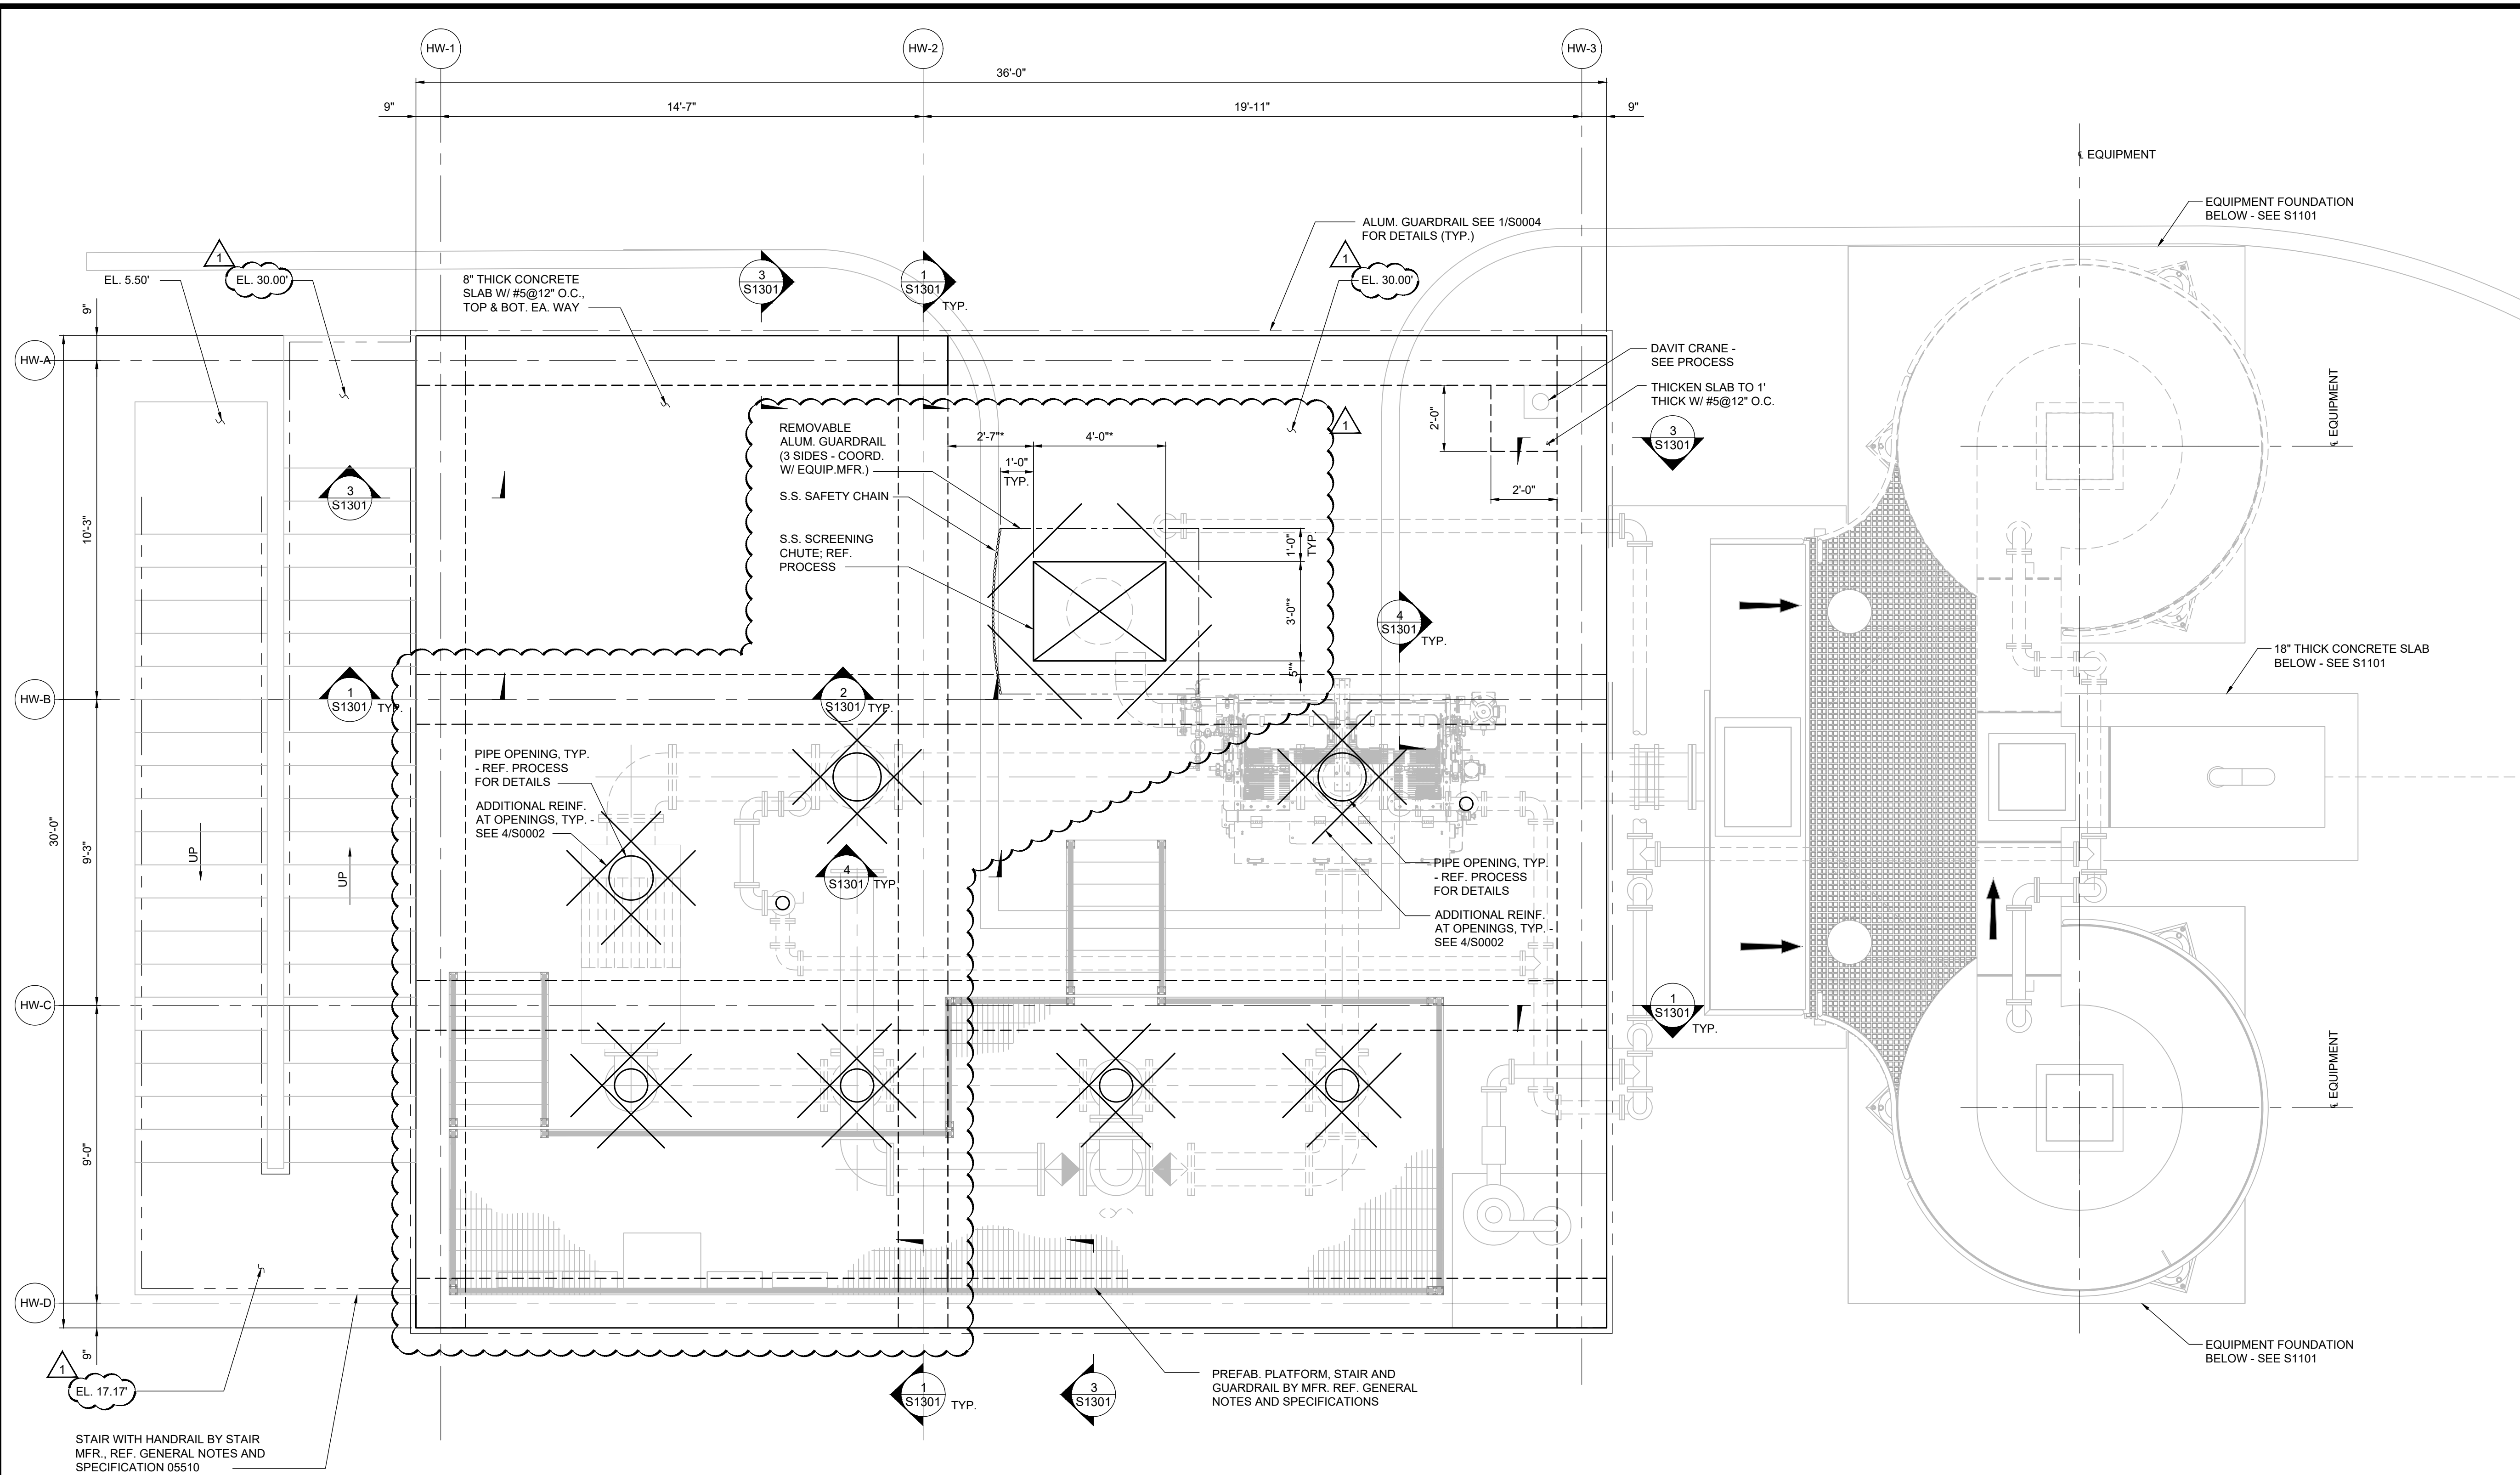 HW-1
HW-2
HW-3
36'-0"
9"
14'-7"
19'-11"
9"
℄ EQUIPMENT
EQUIPMENT FOUNDATION
BELOW - SEE S1101
ALUM. GUARDRAIL SEE 1/S0004
FOR DETAILS (TYP.)
1
EL. 30.00'
EL. 5.50'
1
EL. 30.00'
8" THICK CONCRETE
SLAB W/ #5@12" O.C.,
TOP & BOT. EA. WAY
3
S1301
1
S1301
TYP.
9"
HW-A
DAVIT CRANE -
SEE PROCESS
THICKEN SLAB TO 1'
THICK W/ #5@12" O.C.
2'-0"
2'-0"
3
S1301
℄ EQUIPMENT
1
REMOVABLE
ALUM. GUARDRAIL
(3 SIDES - COORD.
W/ EQUIP.MFR.)
2'-7"*
4'-0"*
1'-0"
TYP.
S.S. SAFETY CHAIN
S.S. SCREENING
CHUTE; REF.
PROCESS
1'-0"
TYP.
3'-0"*
5"*
3
S1301
10'-3"
4
S1301
TYP.
18" THICK CONCRETE SLAB
BELOW - SEE S1101
HW-B
1
S1301
TYP.
2
S1301
TYP.
PIPE OPENING, TYP.
- REF. PROCESS
FOR DETAILS
ADDITIONAL REINF.
AT OPENINGS, TYP. -
SEE 4/S0002
30'-0"
9'-3"
UP
UP
4
S1301
TYP.
PIPE OPENING, TYP.
- REF. PROCESS
FOR DETAILS
ADDITIONAL REINF.
AT OPENINGS, TYP. -
SEE 4/S0002
HW-C
1
S1301
TYP.
℄ EQUIPMENT
9'-0"
HW-D
9"
1
EL. 17.17'
EQUIPMENT FOUNDATION
BELOW - SEE S1101
1
S1301
TYP.
3
S1301
PREFAB. PLATFORM, STAIR AND
GUARDRAIL BY MFR. REF. GENERAL
NOTES AND SPECIFICATIONS
STAIR WITH HANDRAIL BY STAIR
MFR., REF. GENERAL NOTES AND
SPECIFICATION 05510